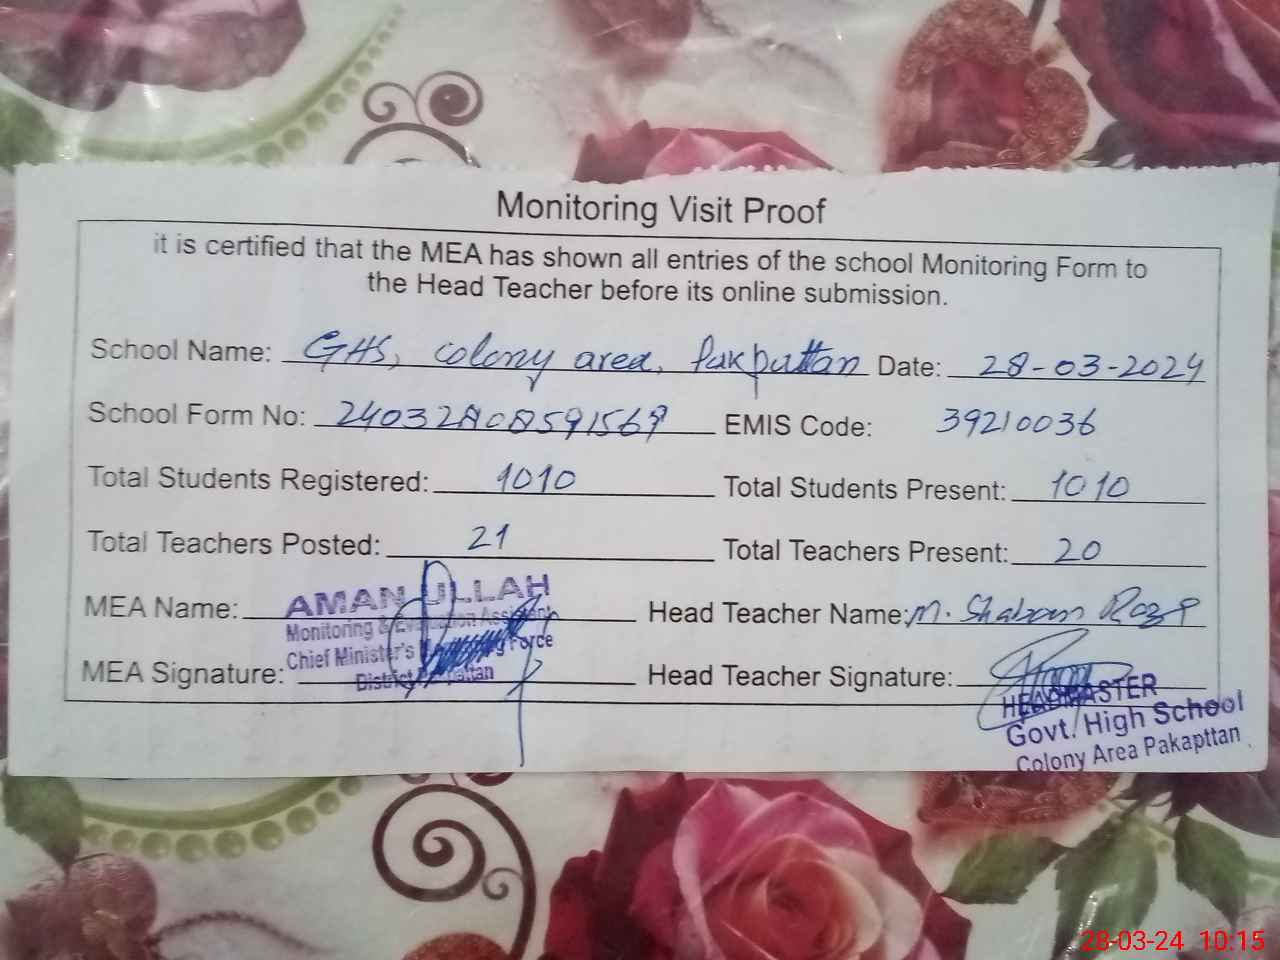 Monitoring Visit Proof
it is certified that the MEA has shown all entries of the school Monitoring Form to
the Head Teacher before its online submission.
School Name: GHS, colony area, Pakpattan Date: 28-03-2024
School Form No: EMIS Code: 39210036
Total Students Registered: 1010 Total Students Present: 1010
Total Teachers Posted: 21 Total Teachers Present: 20
MEA Name: AMAN ULLAH Head Teacher Name: M.
Monitoring & Evaluation Assistant
Chief Minister's Monitoring Force
MEA Signature: Head Teacher Signature:
District Pakpattan
HEADMASTER
Govt. High School
Colony Area Pakapttan
28-03-24 10:15